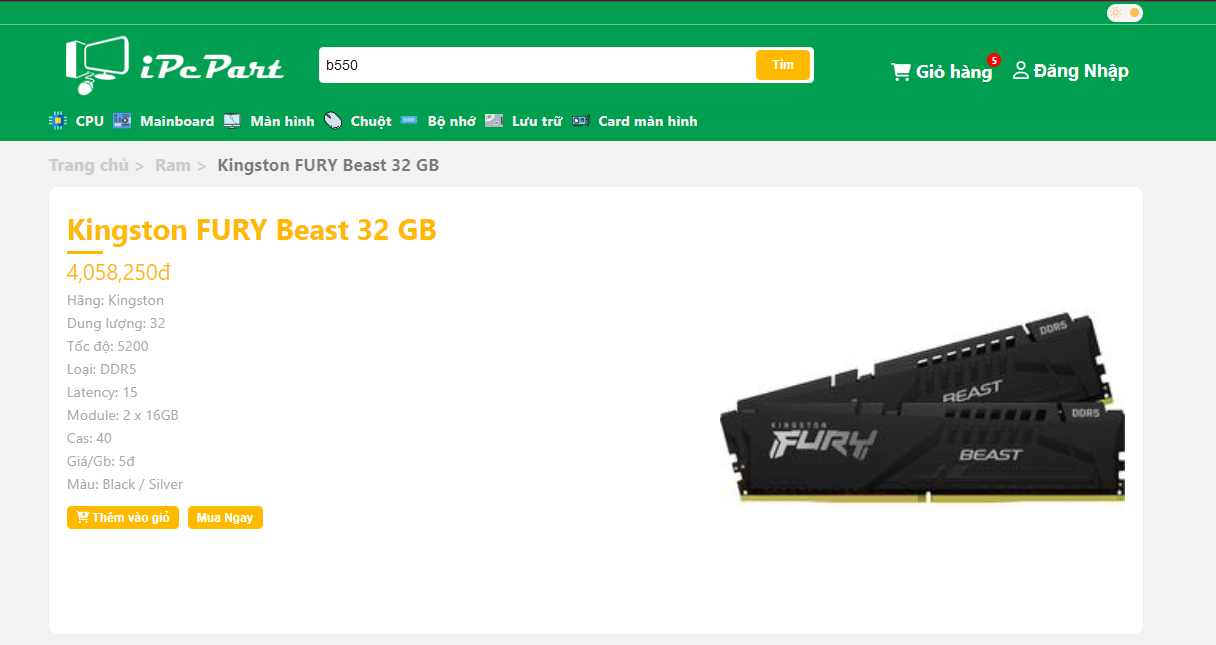 iPcPart
b550
Tìm
Giỏ hàng 5
Đăng Nhập
CPU Mainboard Màn hình Chuột Bộ nhớ Lưu trữ Card màn hình
Trang chủ > Ram > Kingston FURY Beast 32 GB
Kingston FURY Beast 32 GB
4,058,250đ
Hãng: Kingston
Dung lượng: 32
Tốc độ: 5200
Loại: DDR5
Latency: 15
Module: 2 x 16GB
Cas: 40
Giá/Gb: 5đ
Màu: Black / Silver
Thêm vào giỏ Mua Ngay
DDR5
BEAST
DDR5
KINGSTON
FURY
BEAST